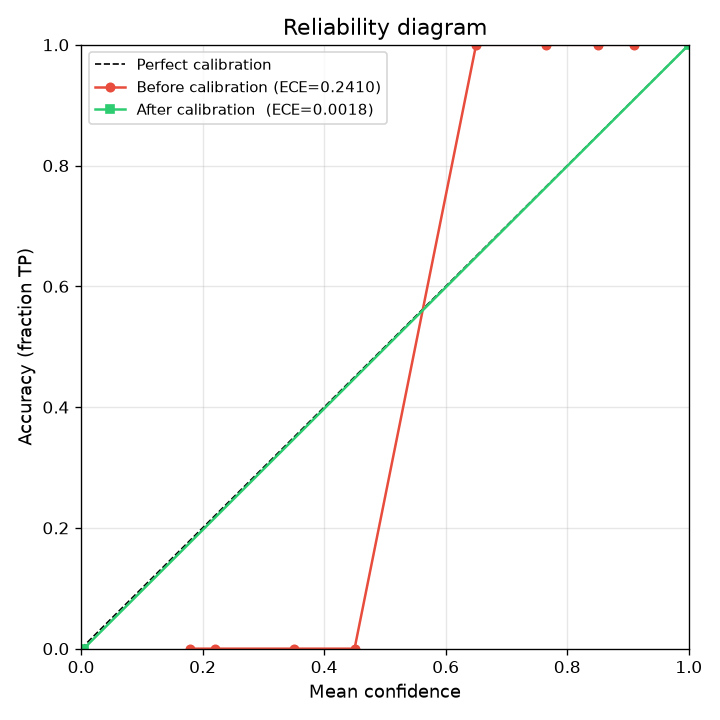 Reliability diagram
Perfect calibration
Before calibration (ECE=0.2410)
After calibration (ECE=0.0018)
1.0
0.8
0.6
0.4
0.2
0.0
Accuracy (fraction TP)
0.0 0.2 0.4 0.6 0.8 1.0
Mean confidence